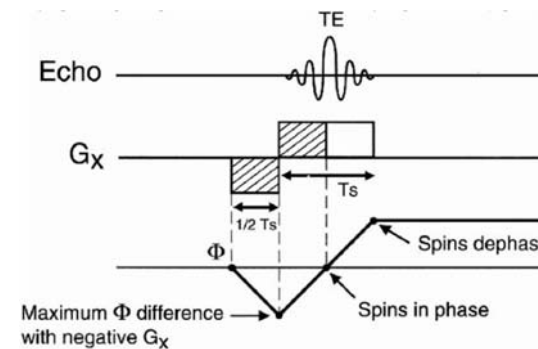 TE
Echo
Gx
Ts
1/2 Ts
Φ
Spins dephas
Spins in phase
Maximum Φ difference
with negative Gx